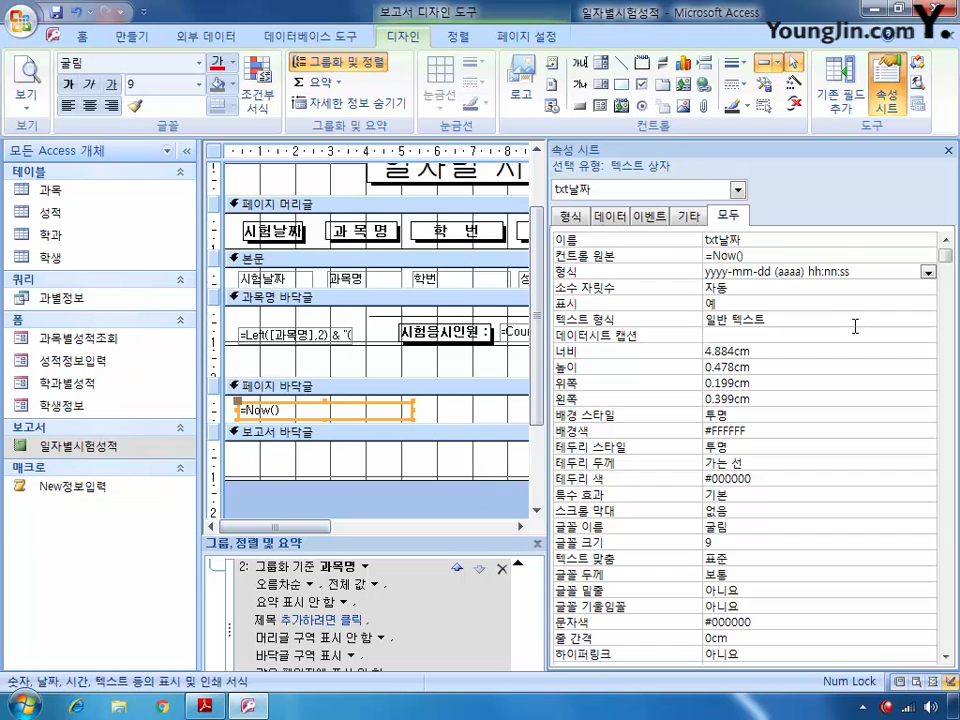 보고서 디자인 도구
일자별시험성적 - Microsoft Access
YoungJin.com Y.
홈
만들기
외부 데이터
데이터베이스 도구
디자인
정렬
페이지 설정
보기
보기
굴림
가
가 가 가
9
조건부
서식
글꼴
그룹화 및 정렬
Σ 요약
자세한 정보 숨기기
그룹화 및 요약
눈금선
눈금선
로고
컨트롤
기존 필드
추가
속성
시트
도구
모든 Access 개체
테이블
과목
성적
학과
학생
쿼리
과별정보
폼
과목별성적조회
성적정보입력
학과별성적
학생정보
보고서
일자별시험성적
매크로
New정보입력
1 2 3 4 5 6 7 8
일자별 시
페이지 머리글
시험날짜 과 목 명 학 번
본문
시험날짜 과목명 학번
과목명 바닥글
=Left([과목명],2) & "( 시험응시인원 : =Cour
페이지 바닥글
=Now()
보고서 바닥글
1
2
그룹, 정렬 및 요약
그룹화 기준 과목명
오름차순 , 전체 값 ,
요약 표시 안 함 ,
제목 추가하려면 클릭 ,
머리글 구역 표시 안 함 ,
바닥글 구역 표시 ,
속성 시트
선택 유형: 텍스트 상자
txt날짜
형식 데이터 이벤트 기타 모두
이름 txt날짜
컨트롤 원본 =Now()
형식 yyyy-mm-dd (aaaa) hh:nn:ss
소수 자릿수 자동
표시 예
텍스트 형식 일반 텍스트
데이터시트 캡션
너비 4.884cm
높이 0.478cm
위쪽 0.199cm
왼쪽 0.399cm
배경 스타일 투명
배경색 #FFFFFF
테두리 스타일 투명
테두리 두께 가는 선
테두리 색 #000000
특수 효과 기본
스크롤 막대 없음
글꼴 이름 굴림
글꼴 크기 9
텍스트 맞춤 표준
글꼴 두께 보통
글꼴 밑줄 아니요
글꼴 기울임꼴 아니요
문자색 #000000
줄 간격 0cm
하이퍼링크 아니요
숫자, 날짜, 시간, 텍스트 등의 표시 및 인쇄 서식
Num Lock